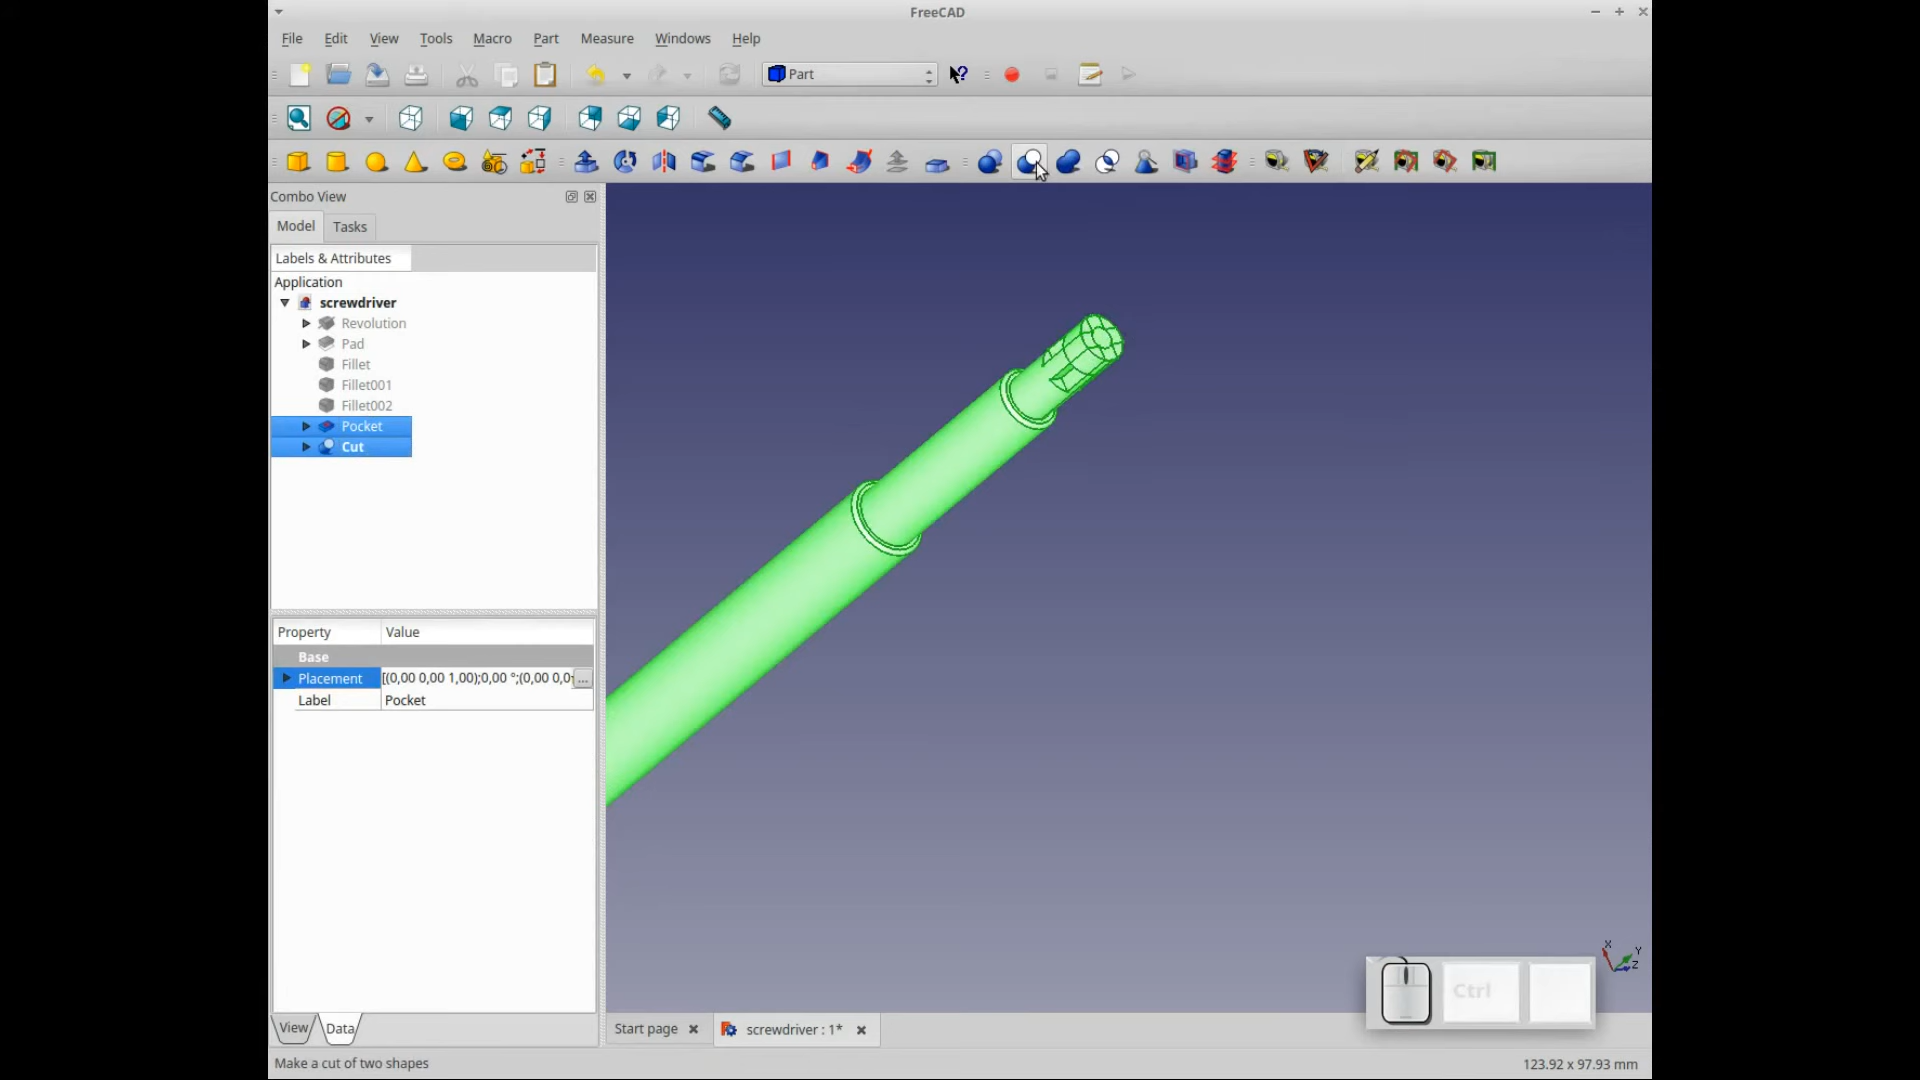 FreeCAD
File Edit View Tools Macro Part Measure Windows Help
Part
Combo View
Model Tasks
Labels & Attributes
Application
screwdriver
Revolution
Pad
Fillet
Fillet001
Fillet002
Pocket
Cut
Property Value
Base
Placement [(0,00 0,00 1,00);0,00 °;(0,00 0,0 ...
Label Pocket
X
Y
Z
Ctrl
View Data
Start page screwdriver : 1*
Make a cut of two shapes
123.92 x 97.93 mm